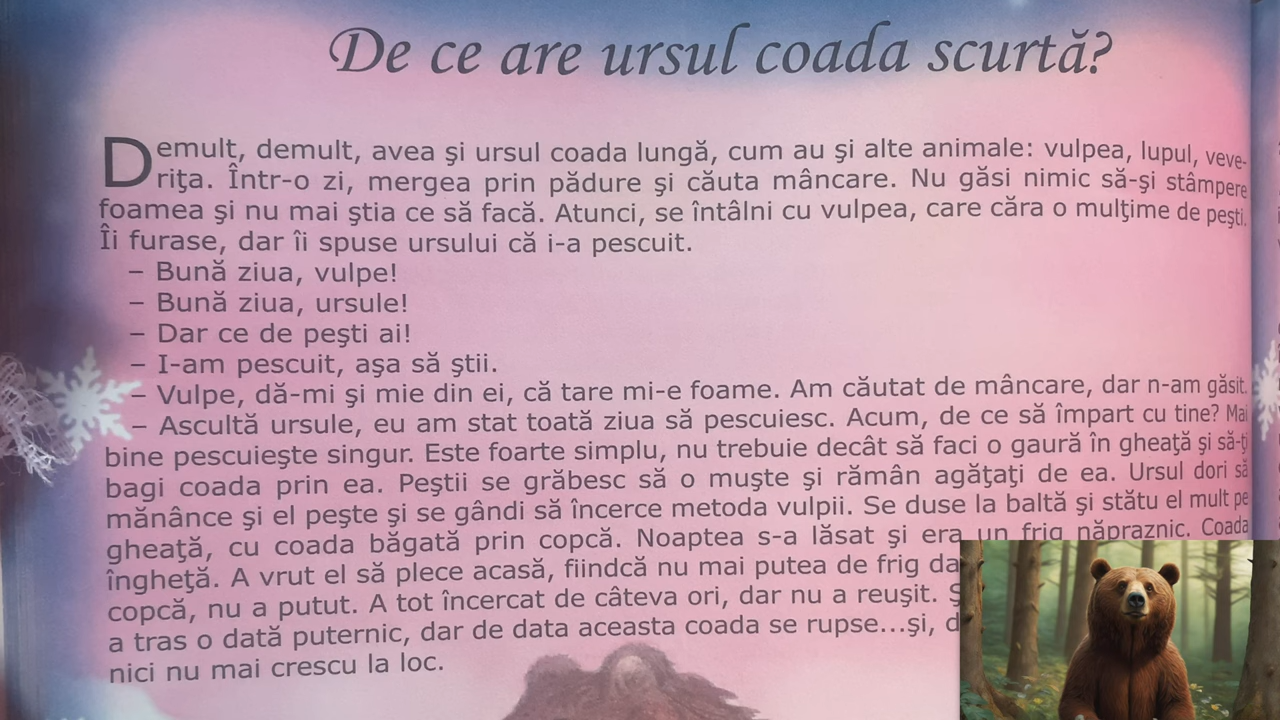 De ce are ursul coada scurtă?
Demult, demult, avea şi ursul coada lungă, cum au şi alte animale: vulpea, lupul, veve-
riţa. Într-o zi, mergea prin pădure şi căuta mâncare. Nu găsi nimic să-şi stâmpere
foamea şi nu mai ştia ce să facă. Atunci, se întâlni cu vulpea, care căra o mulţime de peşti.
Îi furase, dar îi spuse ursului că i-a pescuit.
– Bună ziua, vulpe!
– Bună ziua, ursule!
– Dar ce de peşti ai!
– I-am pescuit, aşa să ştii.
– Vulpe, dă-mi şi mie din ei, că tare mi-e foame. Am căutat de mâncare, dar n-am găsit.
– Ascultă ursule, eu am stat toată ziua să pescuiesc. Acum, de ce să împart cu tine? Mai
bine pescuieşte singur. Este foarte simplu, nu trebuie decât să faci o gaură în gheaţă şi să-ţi
bagi coada prin ea. Peştii se grăbesc să o muşte şi rămân agăţaţi de ea. Ursul dori să
mănânce şi el peşte şi se gândi să încerce metoda vulpii. Se duse la baltă şi stătu el mult pe
gheaţă, cu coada băgată prin copcă. Noaptea s-a lăsat şi era un frig năpraznic. Coada
îngheţă. A vrut el să plece acasă, fiindcă nu mai putea de frig
copcă, nu a putut. A tot încercat de câteva ori, dar nu a reuşit.
a tras o dată puternic, dar de data aceasta coada se rupse...şi,
nici nu mai crescu la loc.